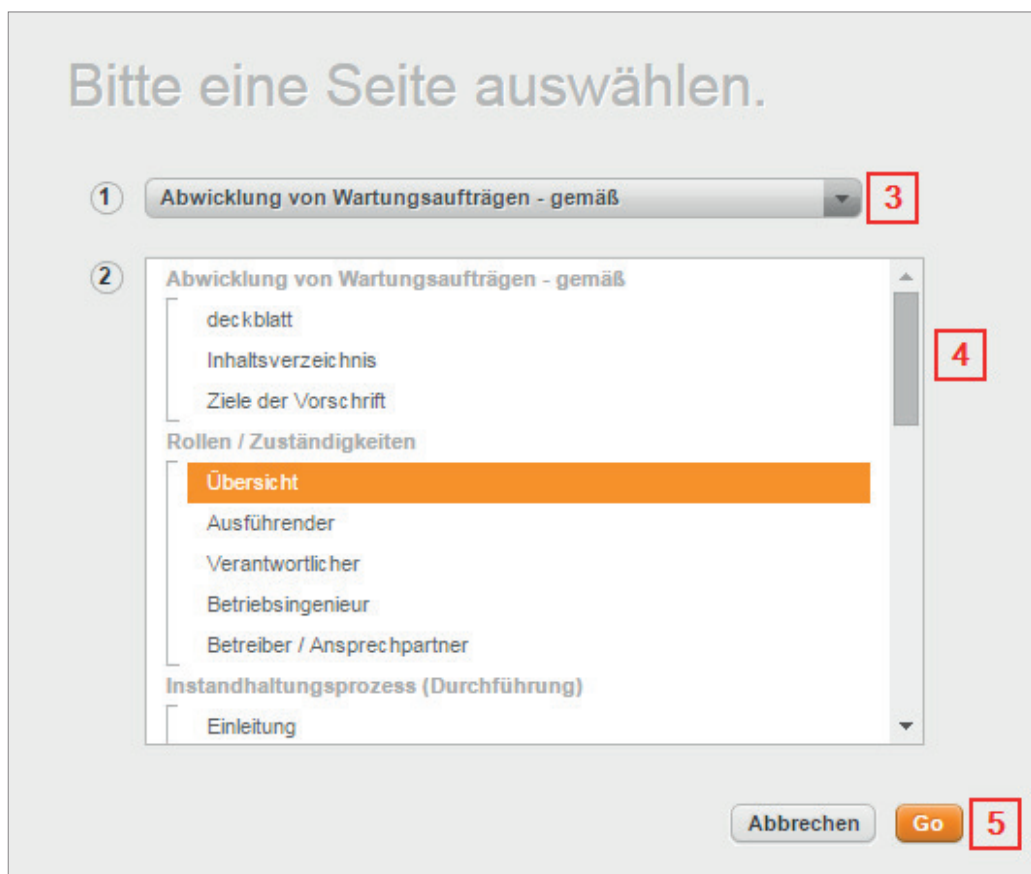 Bitte eine Seite auswählen.
1 Abwicklung von Wartungsaufträgen - gemäß 3
2 Abwicklung von Wartungsaufträgen - gemäß
deckblatt
Inhaltsverzeichnis
4
Ziele der Vorschrift
Rollen / Zuständigkeiten
Übersicht
Ausführender
Verantwortlicher
Betriebsingenieur
Betreiber / Ansprechpartner
Instandhaltungsprozess (Durchführung)
Einleitung
Abbrechen Go 5